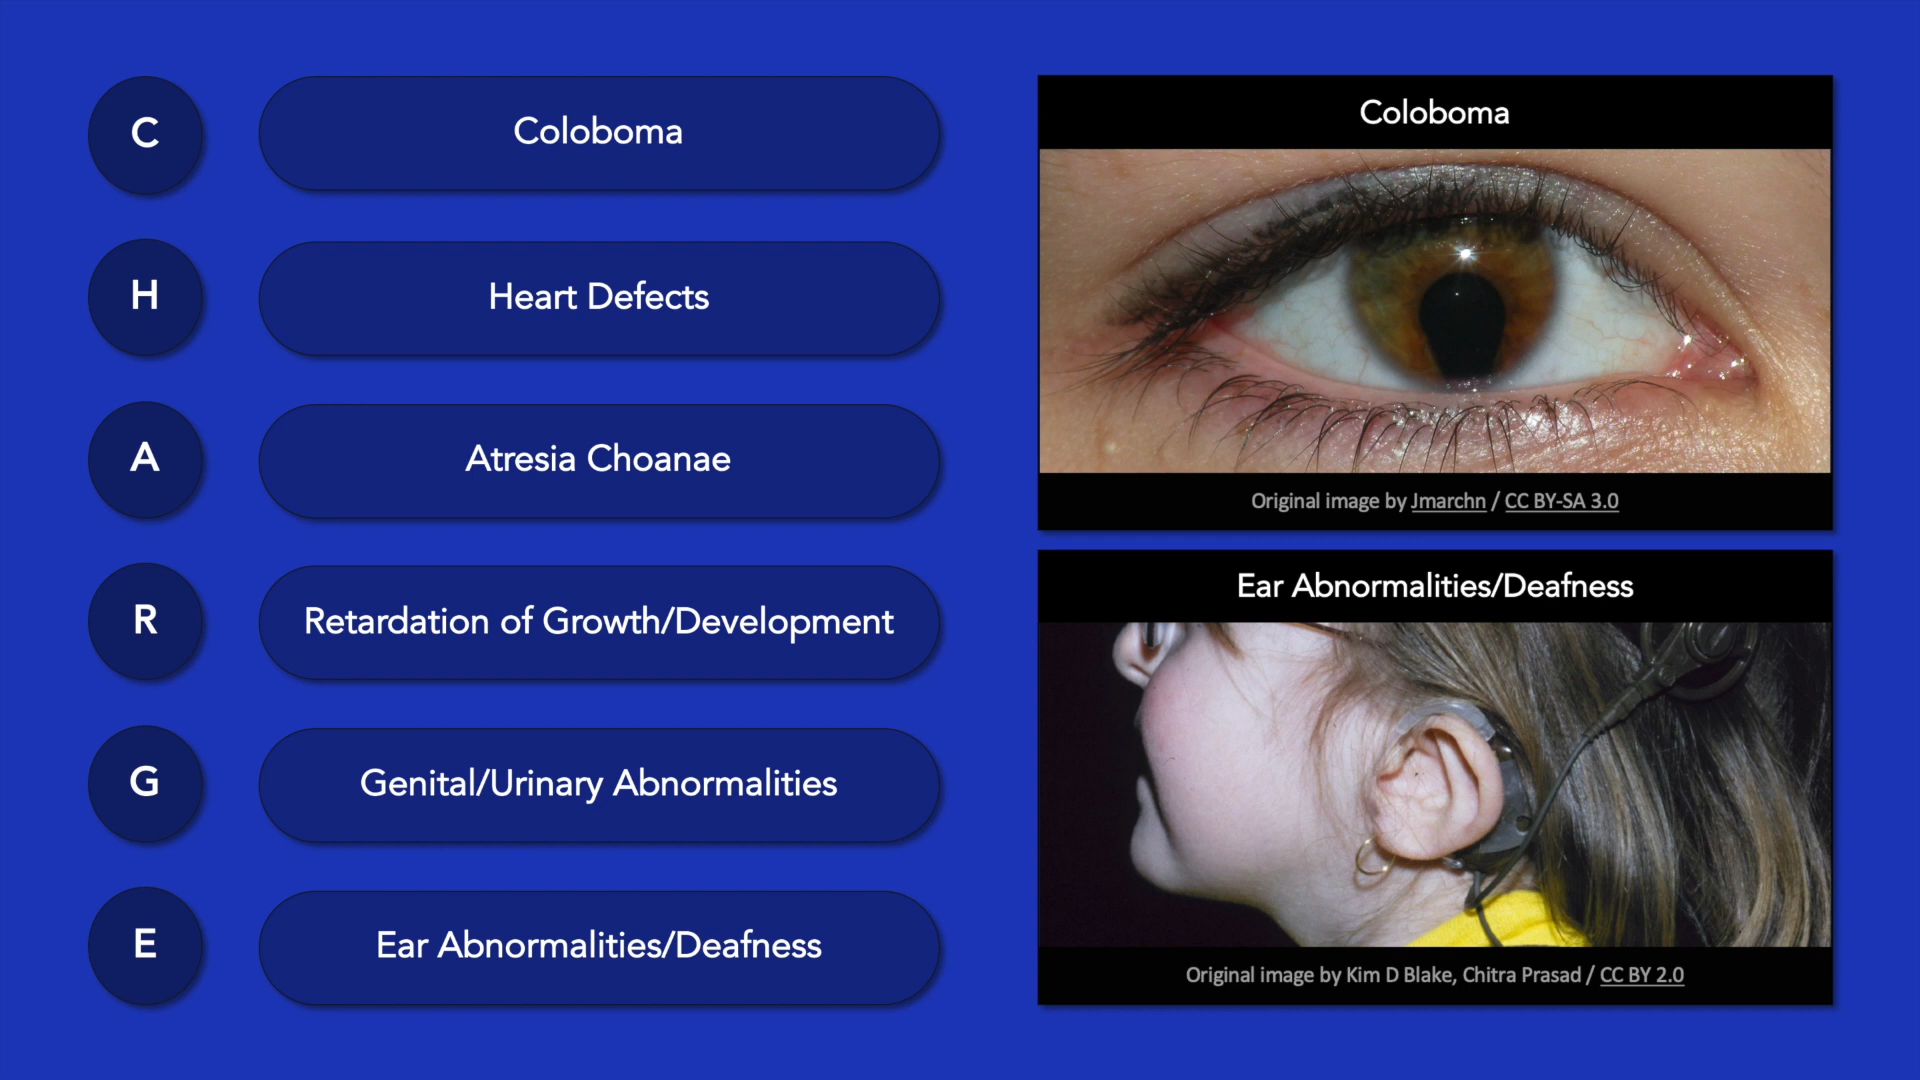 C
Coloboma
H
Heart Defects
A
Atresia Choanae
R
Retardation of Growth/Development
G
Genital/Urinary Abnormalities
E
Ear Abnormalities/Deafness
Coloboma
Original image by Jmarchn / CC BY-SA 3.0
Ear Abnormalities/Deafness
Original image by Kim D Blake, Chitra Prasad / CC BY 2.0